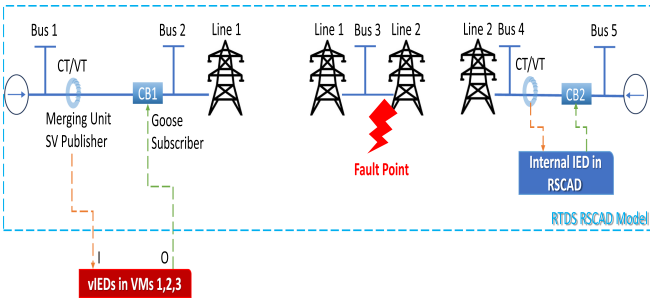 Bus 1
Bus 2
Line 1
Line 1
Bus 3
Line 2
Line 2
Bus 4
Bus 5
CT/VT
CT/VT
CB1
CB2
Merging Unit
SV Publisher
Goose
Subscriber
Fault Point
Internal IED in
RSCAD
RTDS RSCAD Model
I
O
vIEDs in VMs 1,2,3